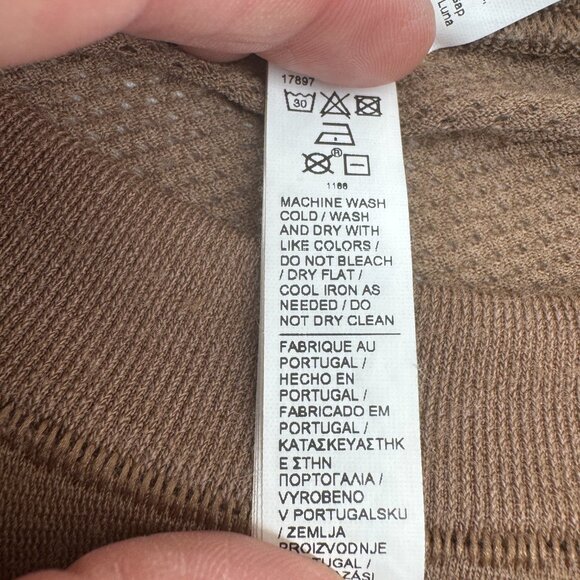 Gap
Luna
17897
30
R
1166
MACHINE WASH
COLD / WASH
AND DRY WITH
LIKE COLORS /
DO NOT BLEACH
/ DRY FLAT /
COOL IRON AS
NEEDED / DO
NOT DRY CLEAN
FABRIQUE AU
PORTUGAL /
HECHO EN
PORTUGAL /
FABRICADO EM
PORTUGAL /
ΚΑΤΑΣΚΕΥΑΣΤΗΚ
Ε ΣΤΗΝ
ΠΟΡΤΟΓΑΛΙΑ /
VYROBENO
V PORTUGALSKU
/ ZEMLJA
PROIZVODNJE